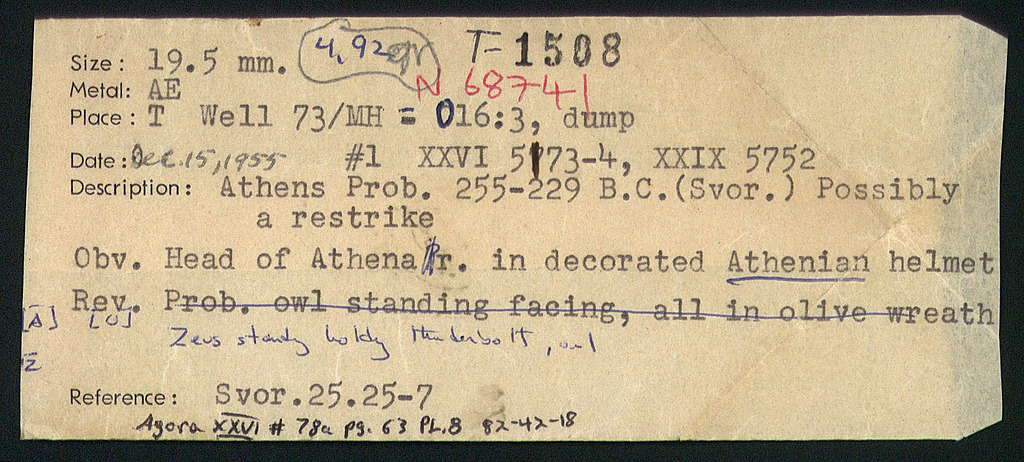 4,92gr T-1508
Size: 19.5 mm.
N 68741
Metal: AE
Place: T Well 73/MH = O16:3, dump
Date: Dec. 15, 1955 #1 XXVI 5173-4, XXIX 5752
Description: Athens Prob. 255-229 B.C.(Svor.) Possibly
a restrike
Obv. Head of Athena r. in decorated Athenian helmet
Rev. Prob. owl standing facing, all in olive wreath
[A] [O]
Zeus standg holdg thunderbolt, owl
Reference: Svor.25.25-7
Agora XXVI # 78a pg. 63 PL.8 82-42-18